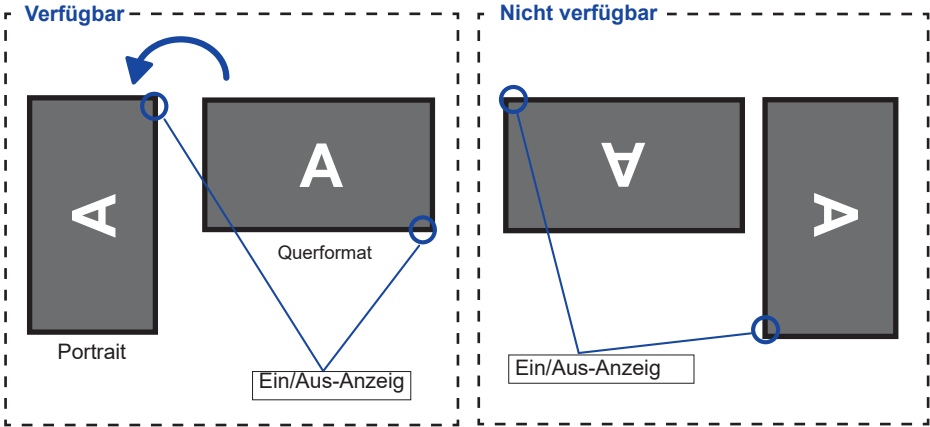 Verfügbar
A
A
Querformat
Portrait
Ein/Aus-Anzeig
Nicht verfügbar
A
A
Ein/Aus-Anzeig